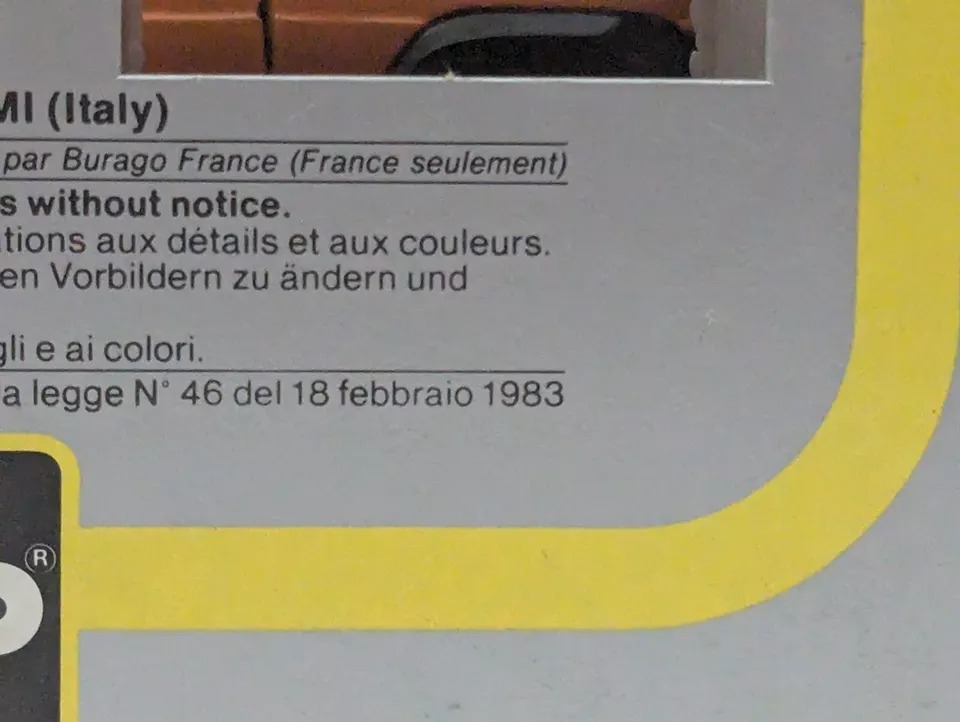 MI (Italy)
par Burago France (France seulement)
s without notice.
tions aux détails et aux couleurs.
en Vorbildern zu ändern und
gli e ai colori.
a legge N° 46 del 18 febbraio 1983
®